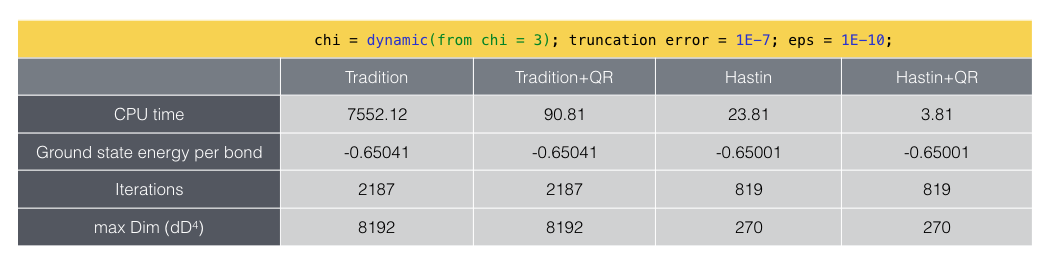 chi = dynamic(from chi = 3); truncation error = 1E-7; eps = 1E-10;
Tradition Tradition+QR Hastin Hastin+QR
CPU time 7552.12 90.81 23.81 3.81
Ground state energy per bond -0.65041 -0.65041 -0.65001 -0.65001
Iterations 2187 2187 819 819
max Dim (dD⁴) 8192 8192 270 270